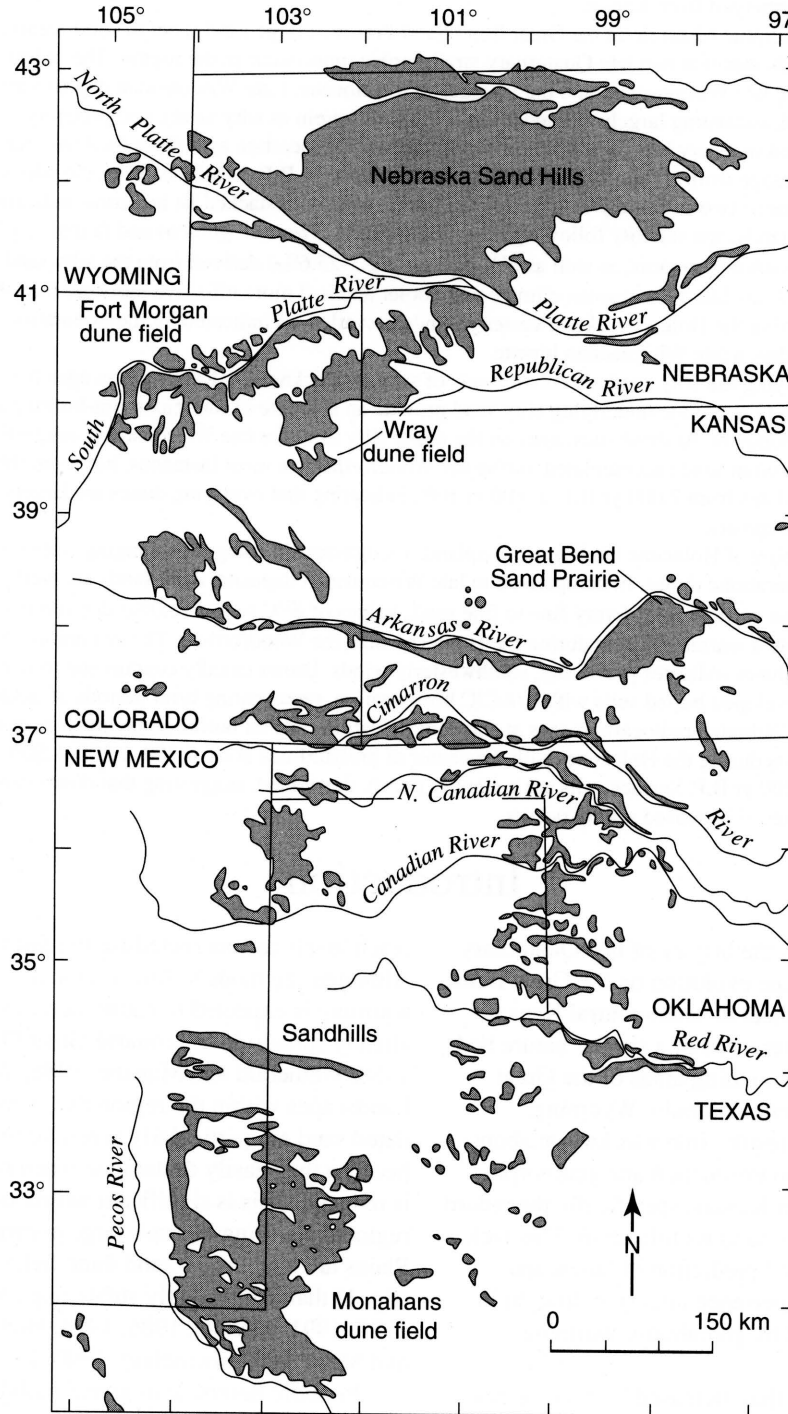 105° 103° 101° 99° 97
43°
North Platte River
Nebraska Sand Hills
WYOMING
41°
Fort Morgan
dune field
Platte River
Platte River
NEBRASKA
Republican River
KANSAS
South
Wray
dune field
39°
Great Bend
Sand Prairie
Arkansas River
COLORADO
Cimarron
37°
NEW MEXICO
N. Canadian River
River
Canadian River
35°
OKLAHOMA
Sandhills
Red River
TEXAS
Pecos River
33°
N
Monahans
dune field
0 150 km